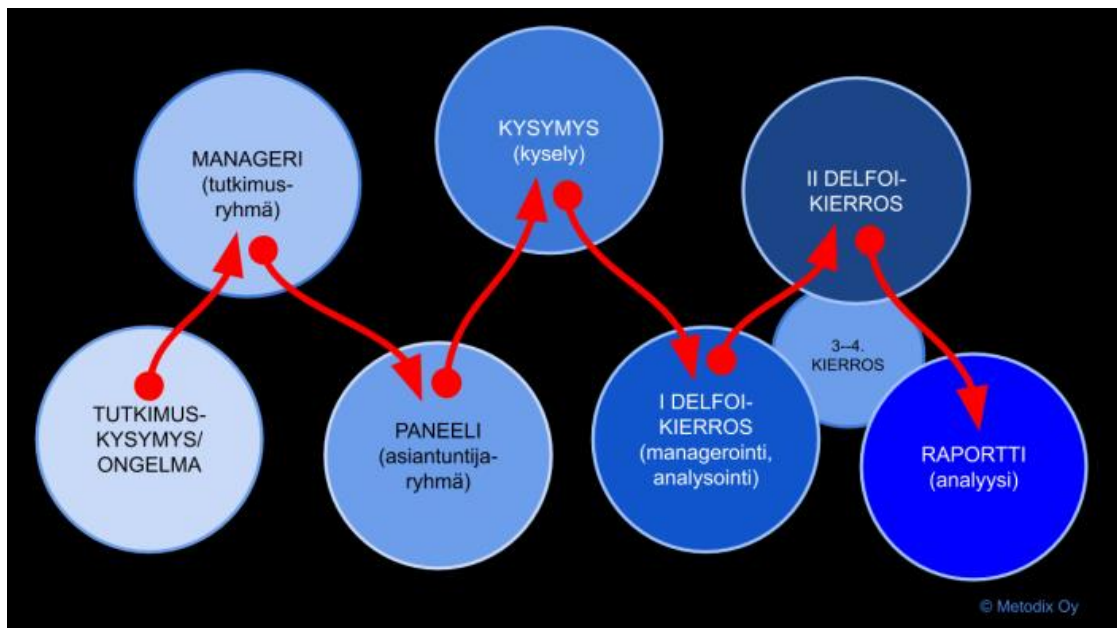 TUTKIMUS-
KYSYMYS/
ONGELMA
MANAGERI
(tutkimus-
ryhmä)
PANEELI
(asiantuntija-
ryhmä)
KYSYMYS
(kysely)
I DELFOI-
KIERROS
(managerointi,
analysointi)
II DELFOI-
KIERROS
3--4.
KIERROS
RAPORTTI
(analyysi)
© Metodix Oy